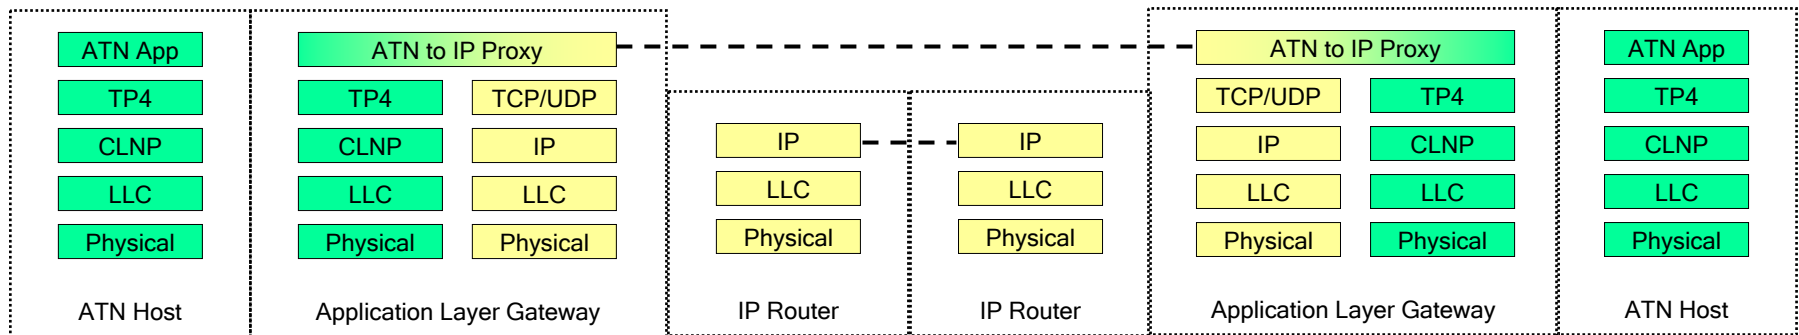 ATN App
TP4
CLNP
LLC
Physical
ATN Host
ATN to IP Proxy
TP4
CLNP
LLC
Physical
TCP/UDP
IP
LLC
Physical
Application Layer Gateway
IP
LLC
Physical
IP Router
IP
LLC
Physical
IP Router
ATN to IP Proxy
TCP/UDP
IP
LLC
Physical
TP4
CLNP
LLC
Physical
Application Layer Gateway
ATN App
TP4
CLNP
LLC
Physical
ATN Host